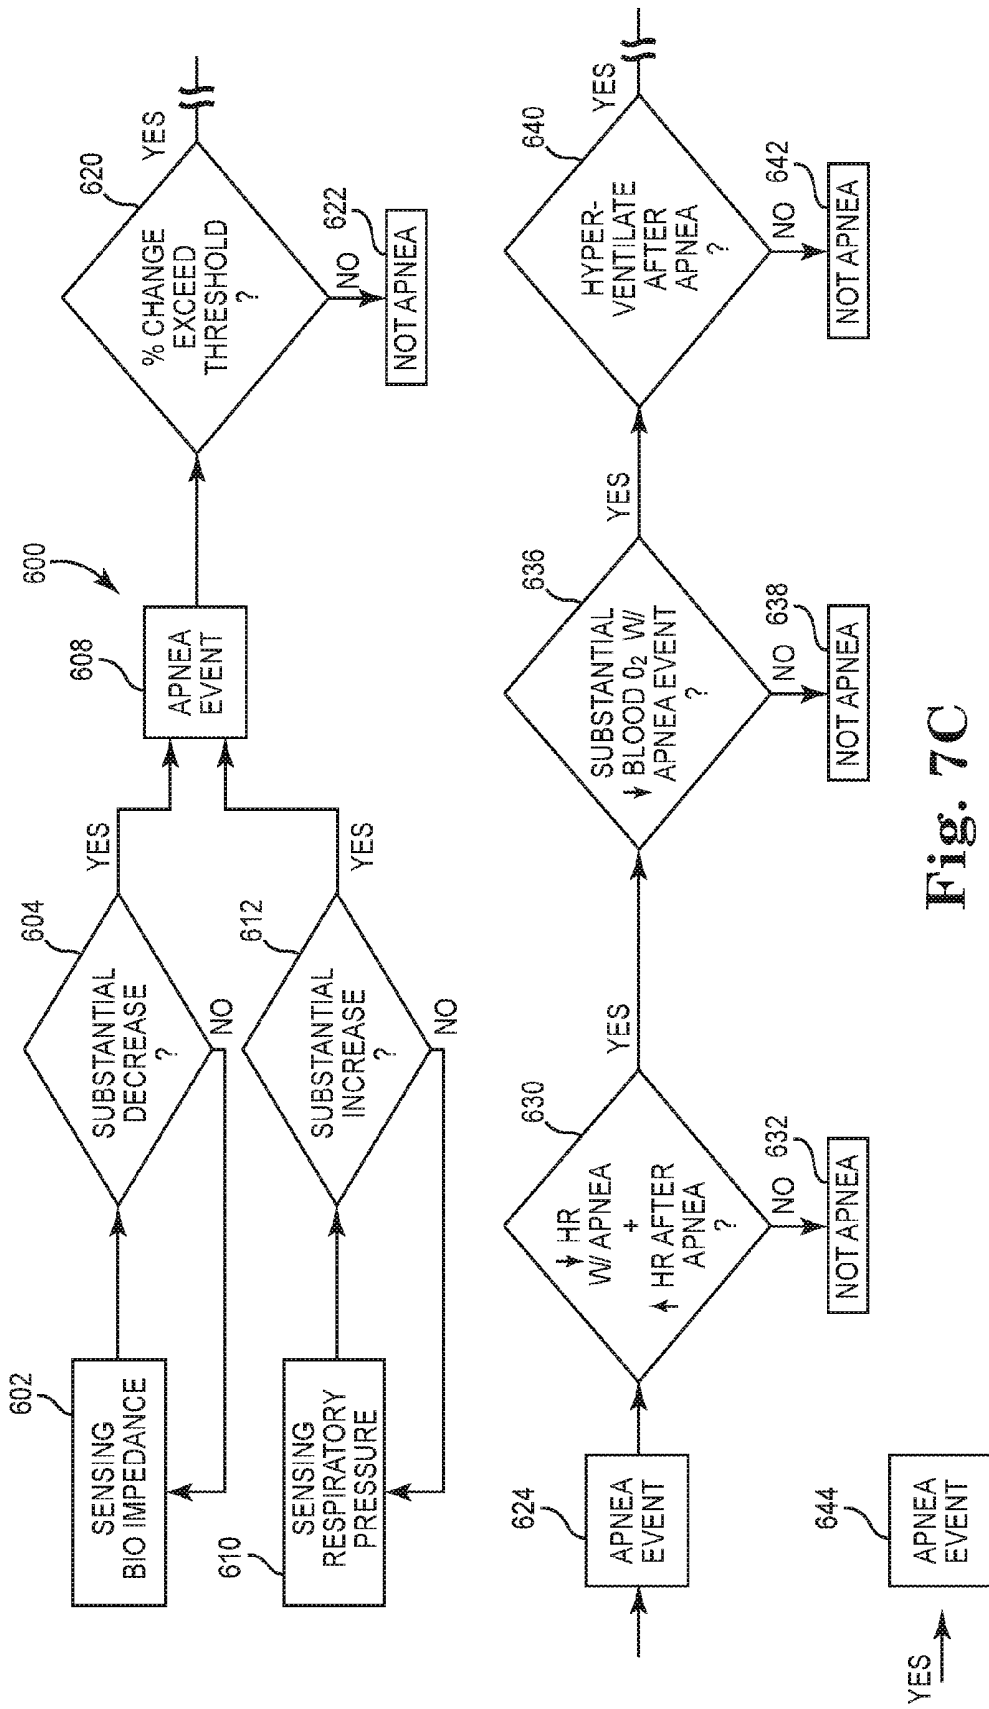 600
602
SENSING
BIO IMPEDANCE
604
SUBSTANTIAL
DECREASE
?
YES
NO
610
SENSING
RESPIRATORY
PRESSURE
612
SUBSTANTIAL
INCREASE
?
YES
NO
608
APNEA
EVENT
620
% CHANGE
EXCEED
THRESHOLD
?
YES
NO
622
NOT APNEA
624
APNEA
EVENT
630
↓ HR
W/ APNEA
+
↑ HR AFTER
APNEA
?
YES
NO
632
NOT APNEA
636
SUBSTANTIAL
↓ BLOOD O₂ W/
APNEA EVENT
?
YES
NO
638
NOT APNEA
640
HYPER-
VENTILATE
AFTER
APNEA
?
YES
NO
642
NOT APNEA
YES
644
APNEA
EVENT
Fig. 7C